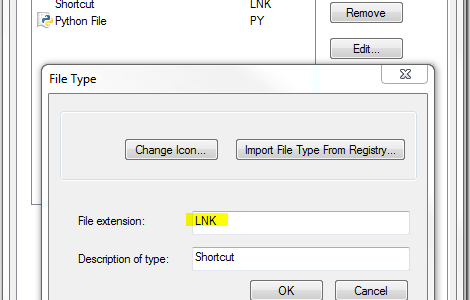 Shortcut LNK
Python File PY
Remove
Edit...
File Type
Change Icon... Import File Type From Registry...
File extension: LNK
Description of type: Shortcut
OK Cancel